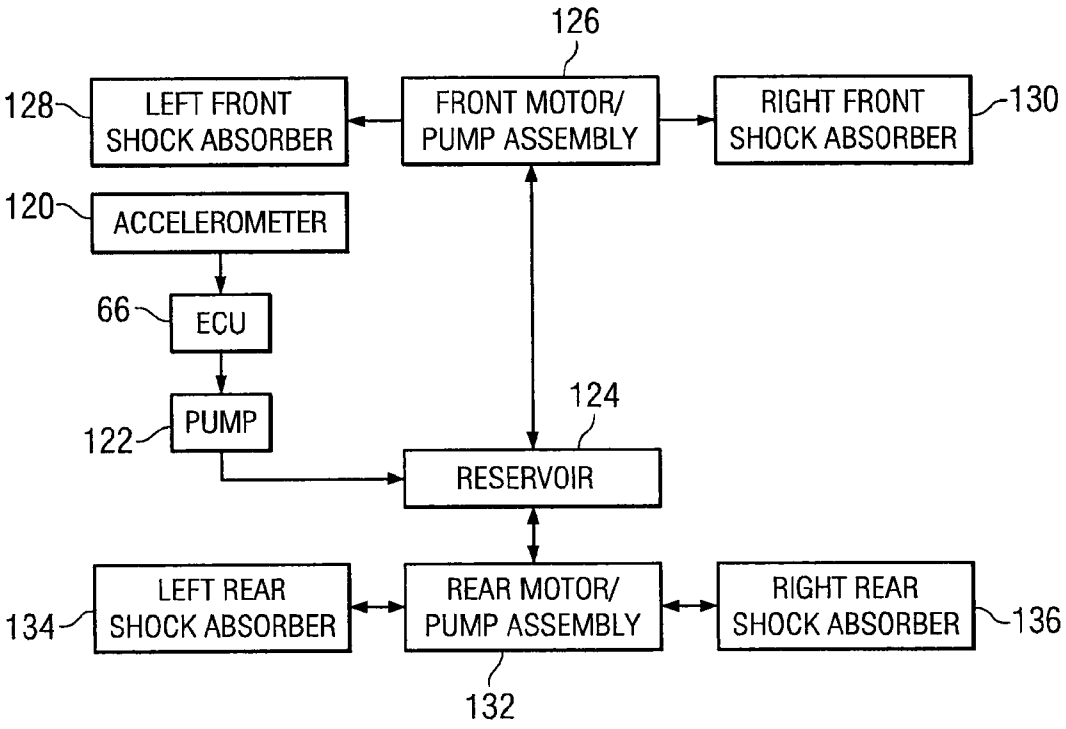 126
128
LEFT FRONT
SHOCK ABSORBER
FRONT MOTOR/
PUMP ASSEMBLY
RIGHT FRONT
SHOCK ABSORBER
130
120
ACCELEROMETER
66
ECU
122
PUMP
124
RESERVOIR
134
LEFT REAR
SHOCK ABSORBER
REAR MOTOR/
PUMP ASSEMBLY
RIGHT REAR
SHOCK ABSORBER
136
132